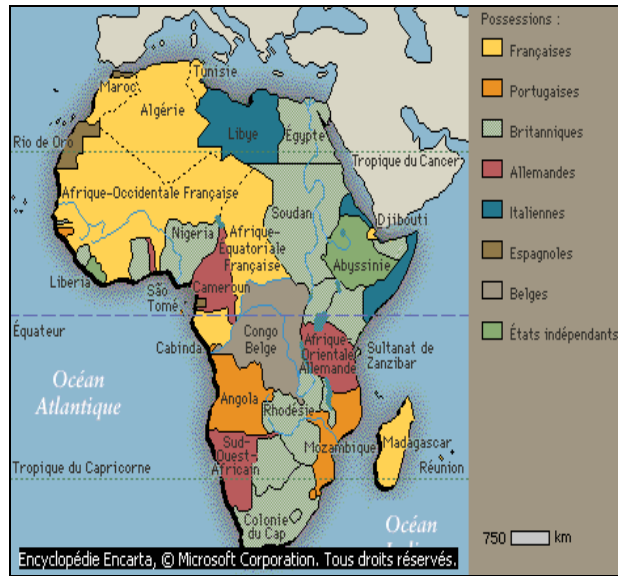 Possessions :
Françaises
Portugaises
Britanniques
Allemandes
Italiennes
Espagnoles
Belges
États indépendants
750 km
Tunisie
Maroc
Algérie
Libye
Égypte
Rio de Oro
Tropique du Cancer
Afrique-Occidentale Française
Soudan
Djibouti
Nigeria
Afrique-
Équatoriale
Française
Abyssinie
Liberia
São
Tomé
Cameroun
Équateur
Cabinda
Congo
Belge
Afrique-
Orientale
Allemande
Sultanat de
Zanzibar
Océan
Atlantique
Angola
Rhodésie
Mozambique
Madagascar
Sud-
Ouest-
Africain
Réunion
Tropique du Capricorne
Colonie
du Cap
Océan
Encyclopédie Encarta, © Microsoft Corporation. Tous droits réservés.